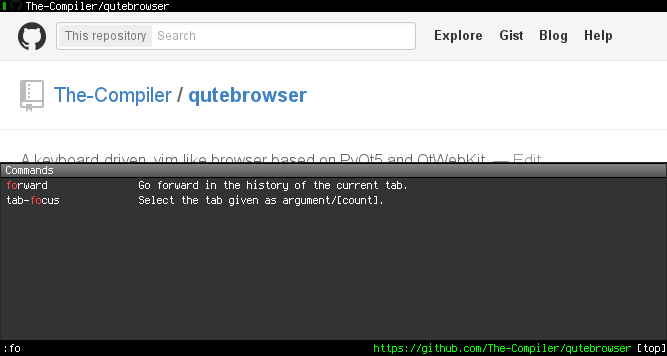 The-Compiler/qutebrowser
This repository Search Explore Gist Blog Help
The-Compiler / qutebrowser
A keyboard-driven, vim-like browser based on PyQt5 and QtWebKit. — Edit
Commands
forward Go forward in the history of the current tab.
tab-focus Select the tab given as argument/[count].
:fo https://github.com/The-Compiler/qutebrowser [top]